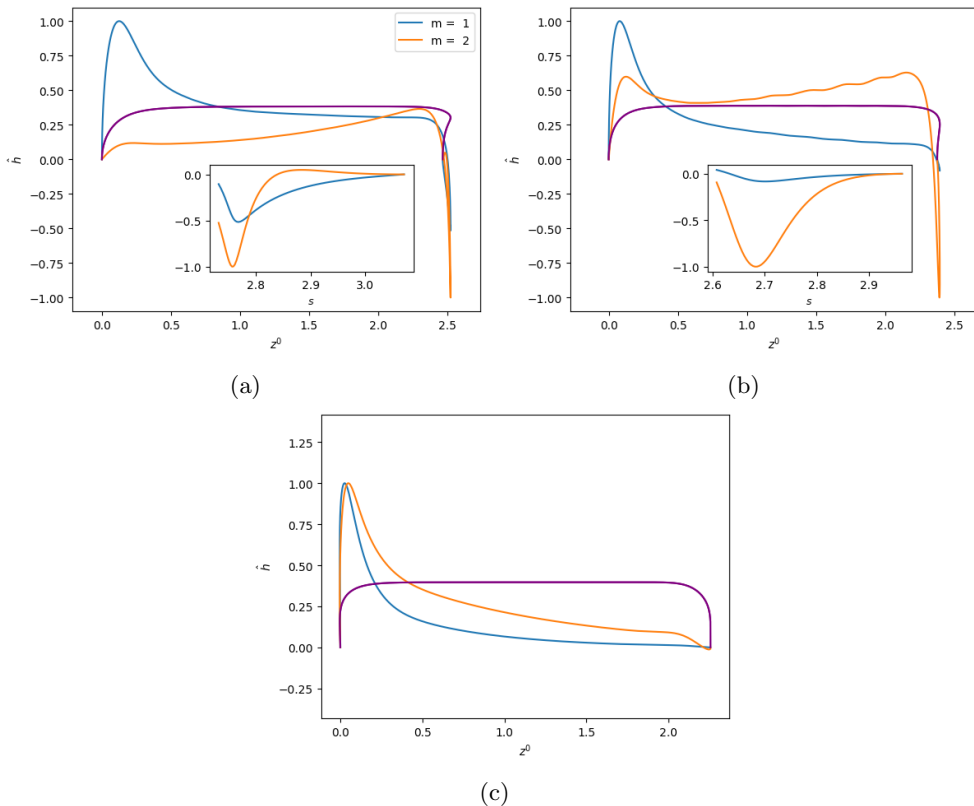 1.00
0.75
0.50
0.25
0.00
−0.25
−0.50
−0.75
−1.00
ĥ
m = 1
m = 2
0.0
−0.5
−1.0
2.8 2.9 3.0
s
0.0 0.5 1.0 1.5 2.0 2.5
z⁰
(a)
1.00
0.75
0.50
0.25
0.00
−0.25
−0.50
−0.75
−1.00
ĥ
0.0
−0.5
−1.0
2.6 2.7 2.8 2.9
s
0.0 0.5 1.0 1.5 2.0 2.5
z⁰
(b)
1.25
1.00
0.75
0.50
0.25
0.00
−0.25
ĥ
0.0 0.5 1.0 1.5 2.0
z⁰
(c)